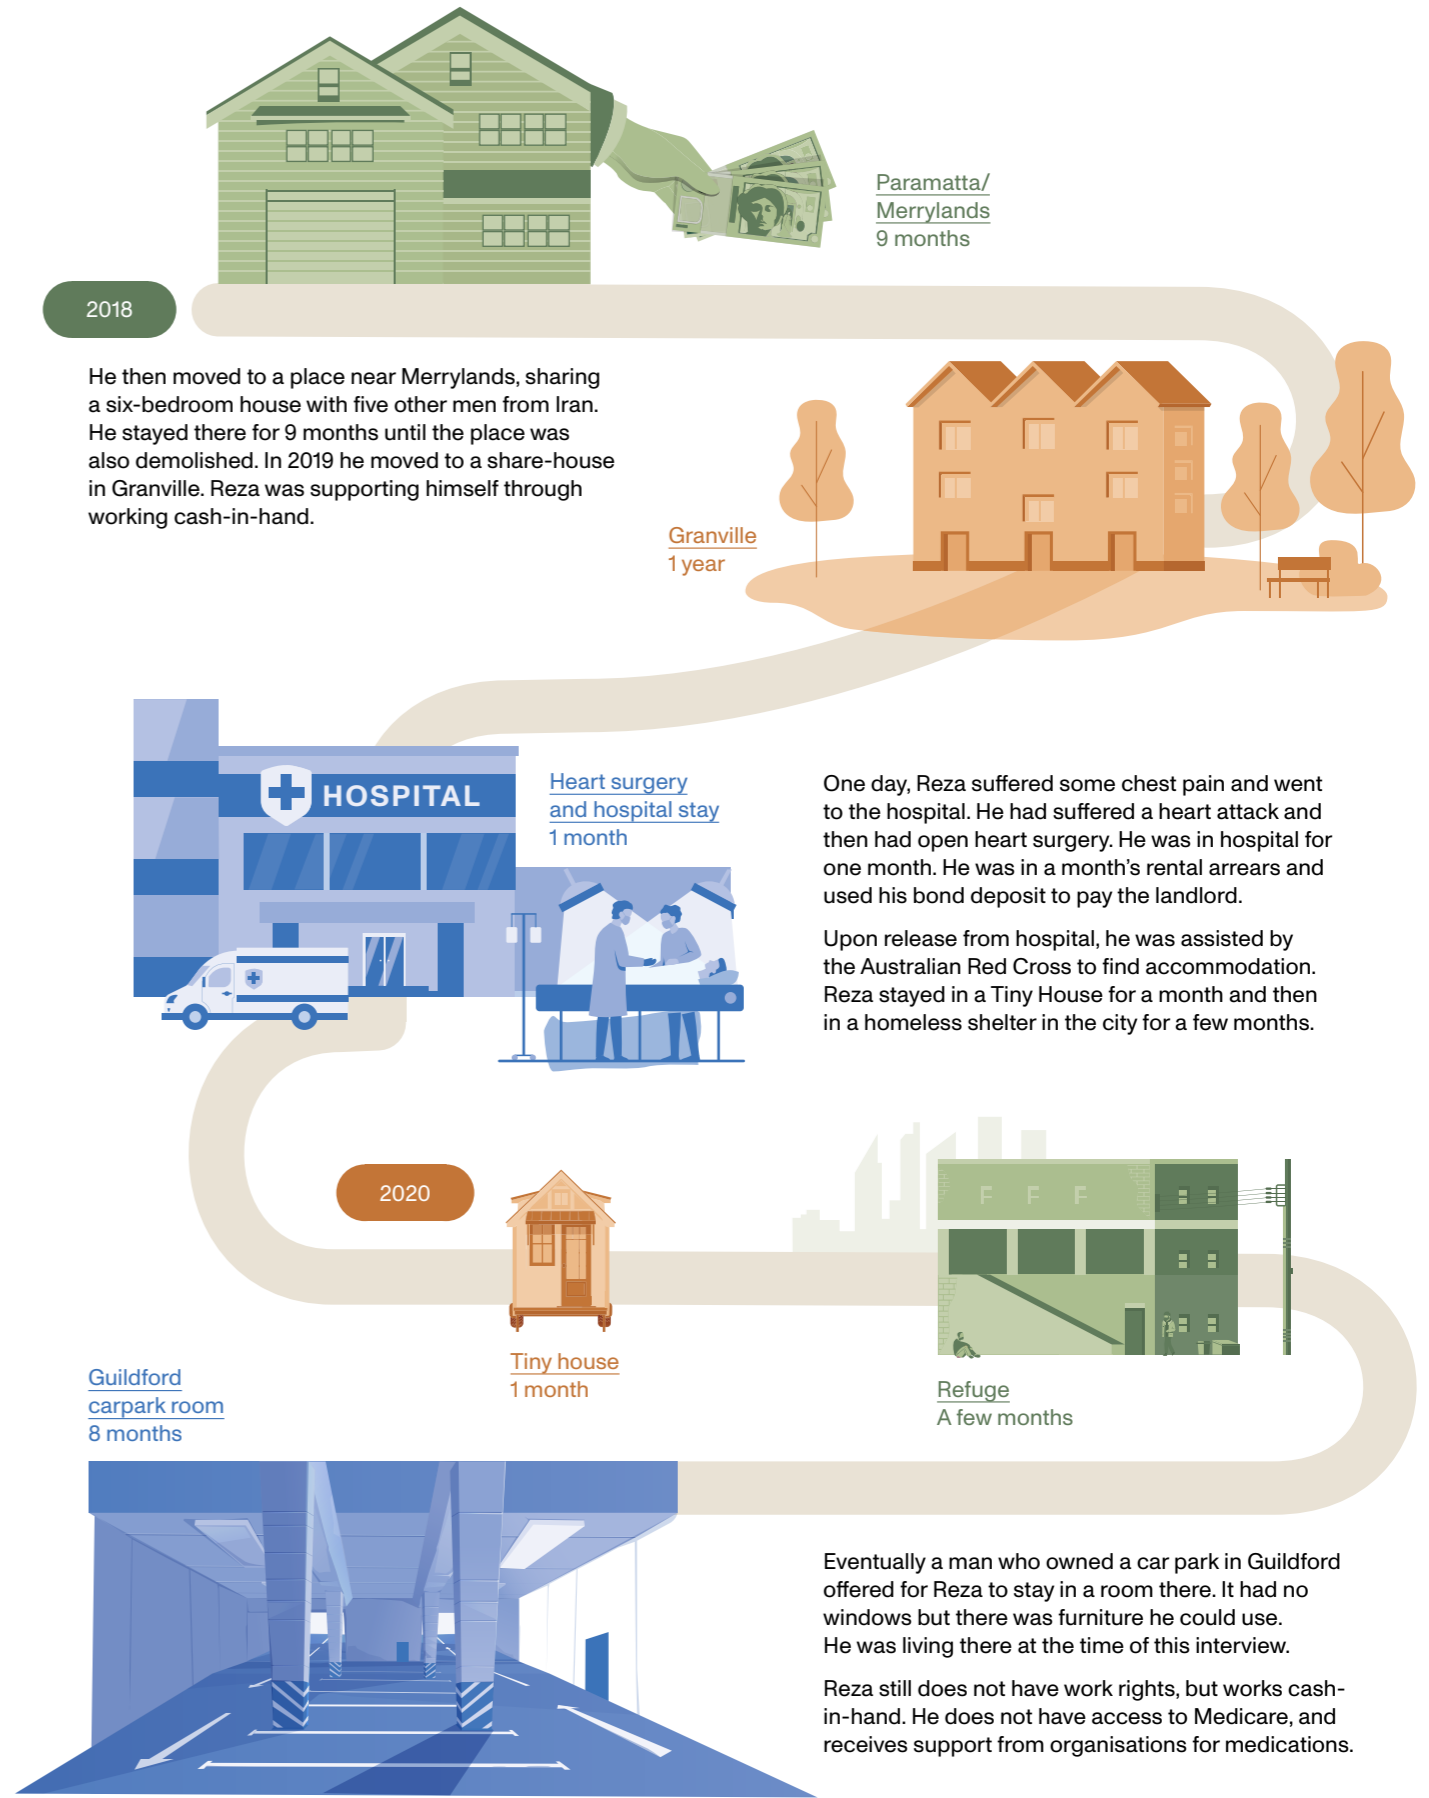 Paramatta/
Merrylands
9 months
2018
He then moved to a place near Merrylands, sharing
a six-bedroom house with five other men from Iran.
He stayed there for 9 months until the place was
also demolished. In 2019 he moved to a share-house
in Granville. Reza was supporting himself through
working cash-in-hand.
Granville
1 year
HOSPITAL
Heart surgery
and hospital stay
1 month
One day, Reza suffered some chest pain and went
to the hospital. He had suffered a heart attack and
then had open heart surgery. He was in hospital for
one month. He was in a month's rental arrears and
used his bond deposit to pay the landlord.
Upon release from hospital, he was assisted by
the Australian Red Cross to find accommodation.
Reza stayed in a Tiny House for a month and then
in a homeless shelter in the city for a few months.
2020
F F F
Tiny house
1 month
Refuge
A few months
Guildford
carpark room
8 months
Eventually a man who owned a car park in Guildford
offered for Reza to stay in a room there. It had no
windows but there was furniture he could use.
He was living there at the time of this interview.
Reza still does not have work rights, but works cash-
in-hand. He does not have access to Medicare, and
receives support from organisations for medications.